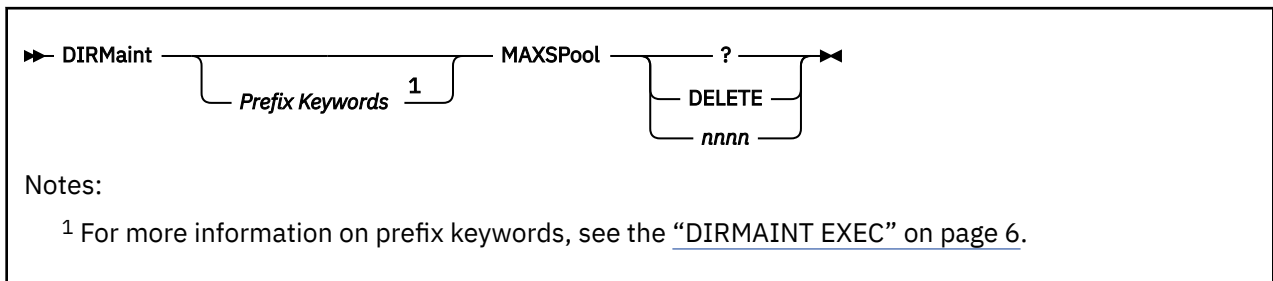 DIRMaint MAXSPool ?
Prefix Keywords 1
DELETE
nnnn
Notes:
1 For more information on prefix keywords, see the “DIRMAINT EXEC” on page 6.